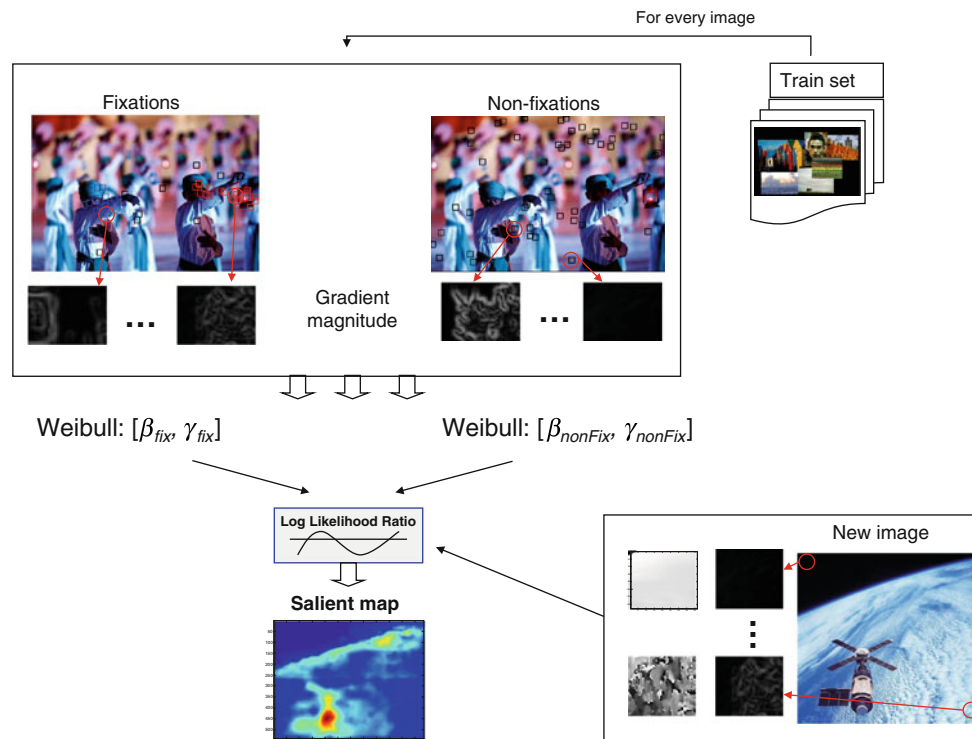 For every image
Train set
Fixations
Non-fixations
Gradient
magnitude
...
...
Weibull: [β_fix, γ_fix]
Weibull: [β_nonFix, γ_nonFix]
Log Likelihood Ratio
New image
Salient map